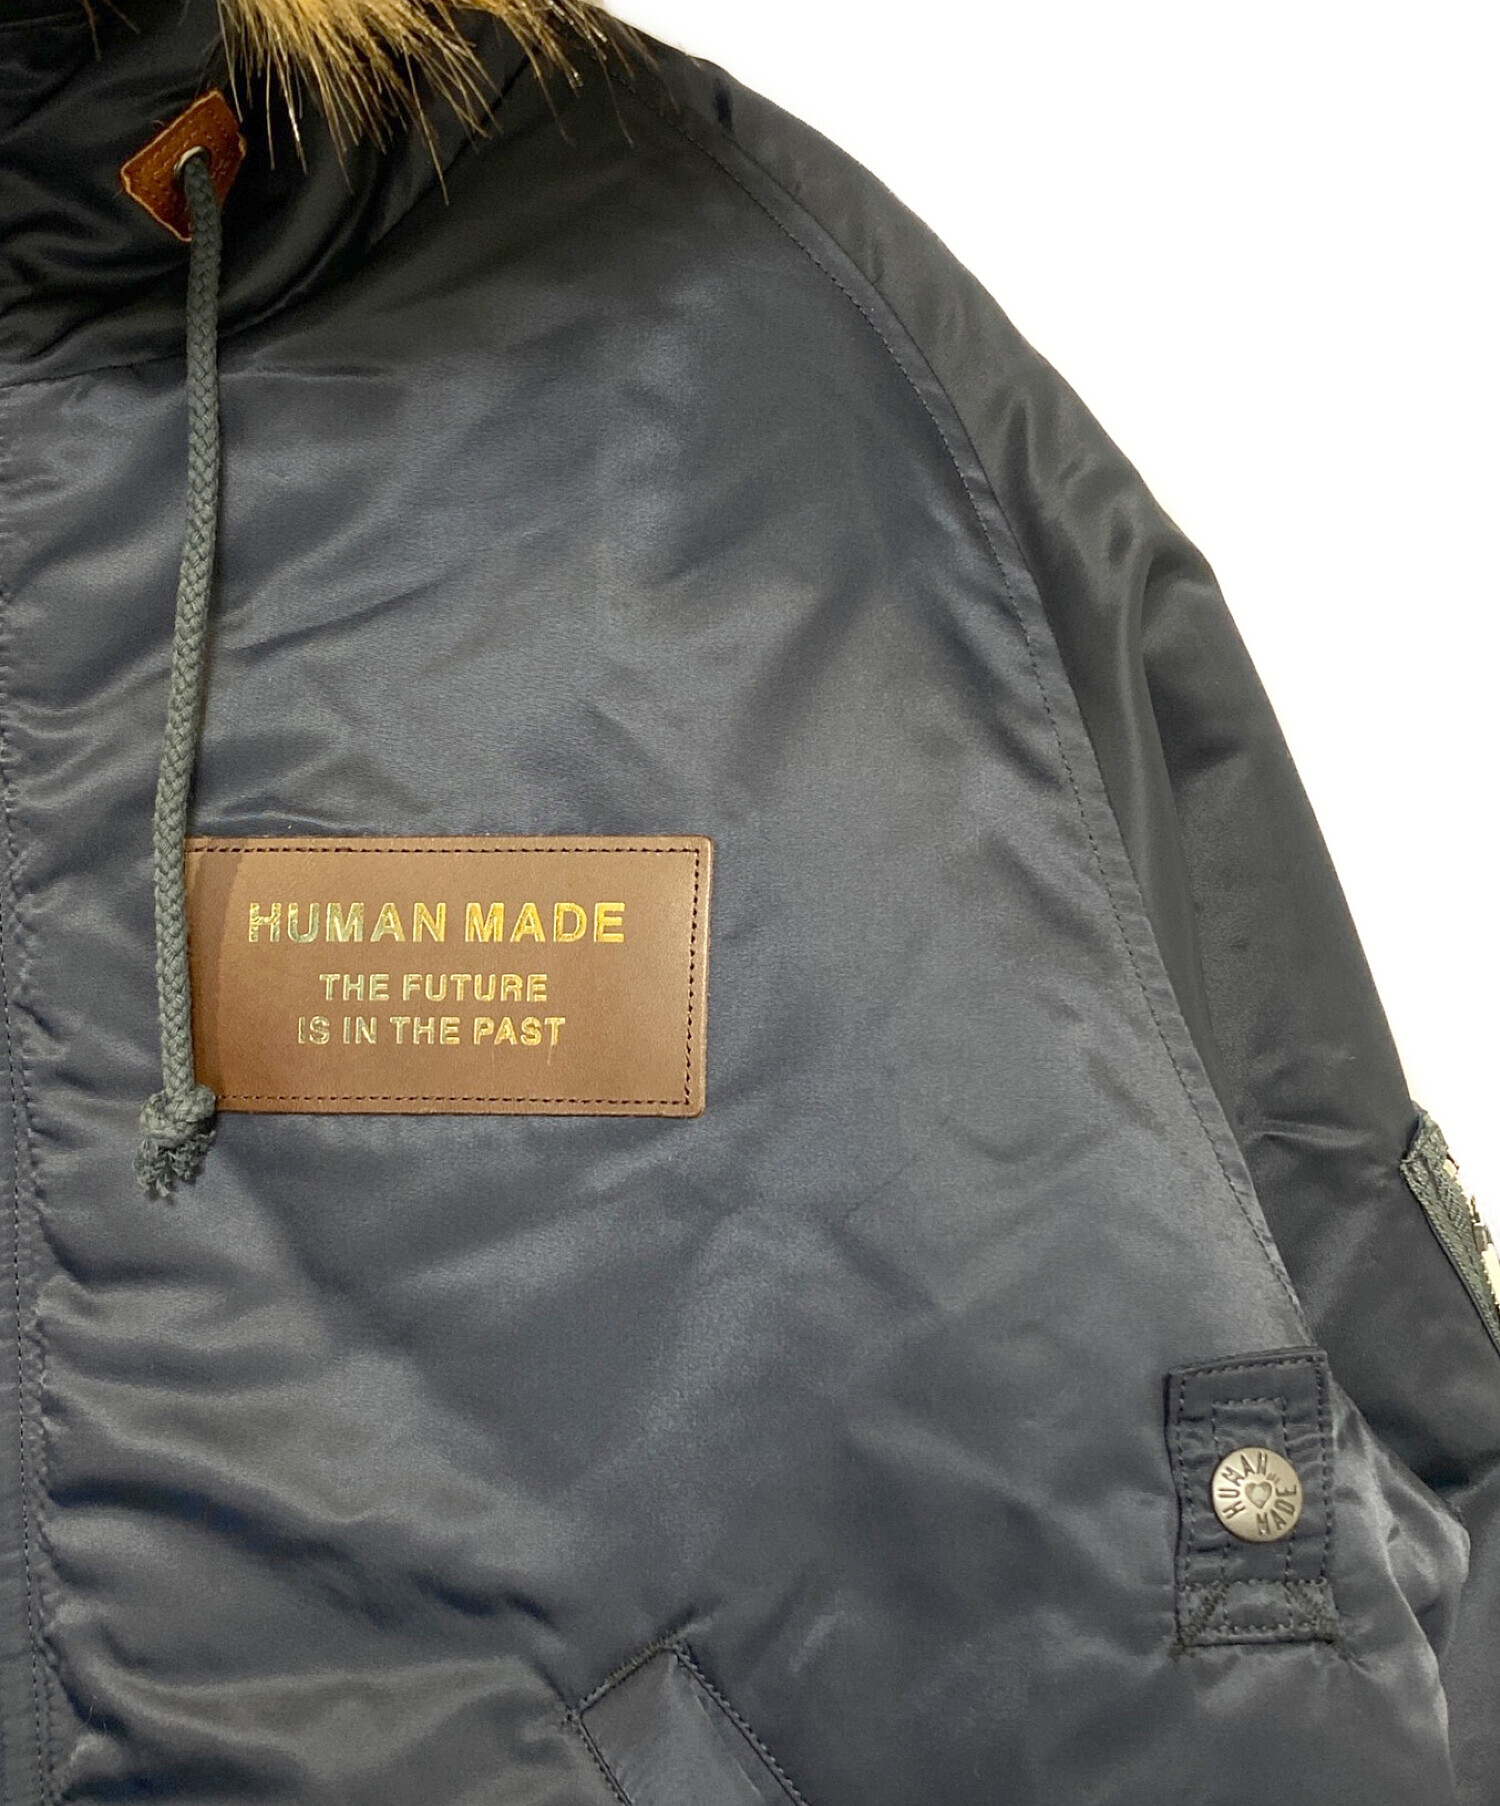 HUMAN MADE
THE FUTURE
IS IN THE PAST
HUMAN
MADE